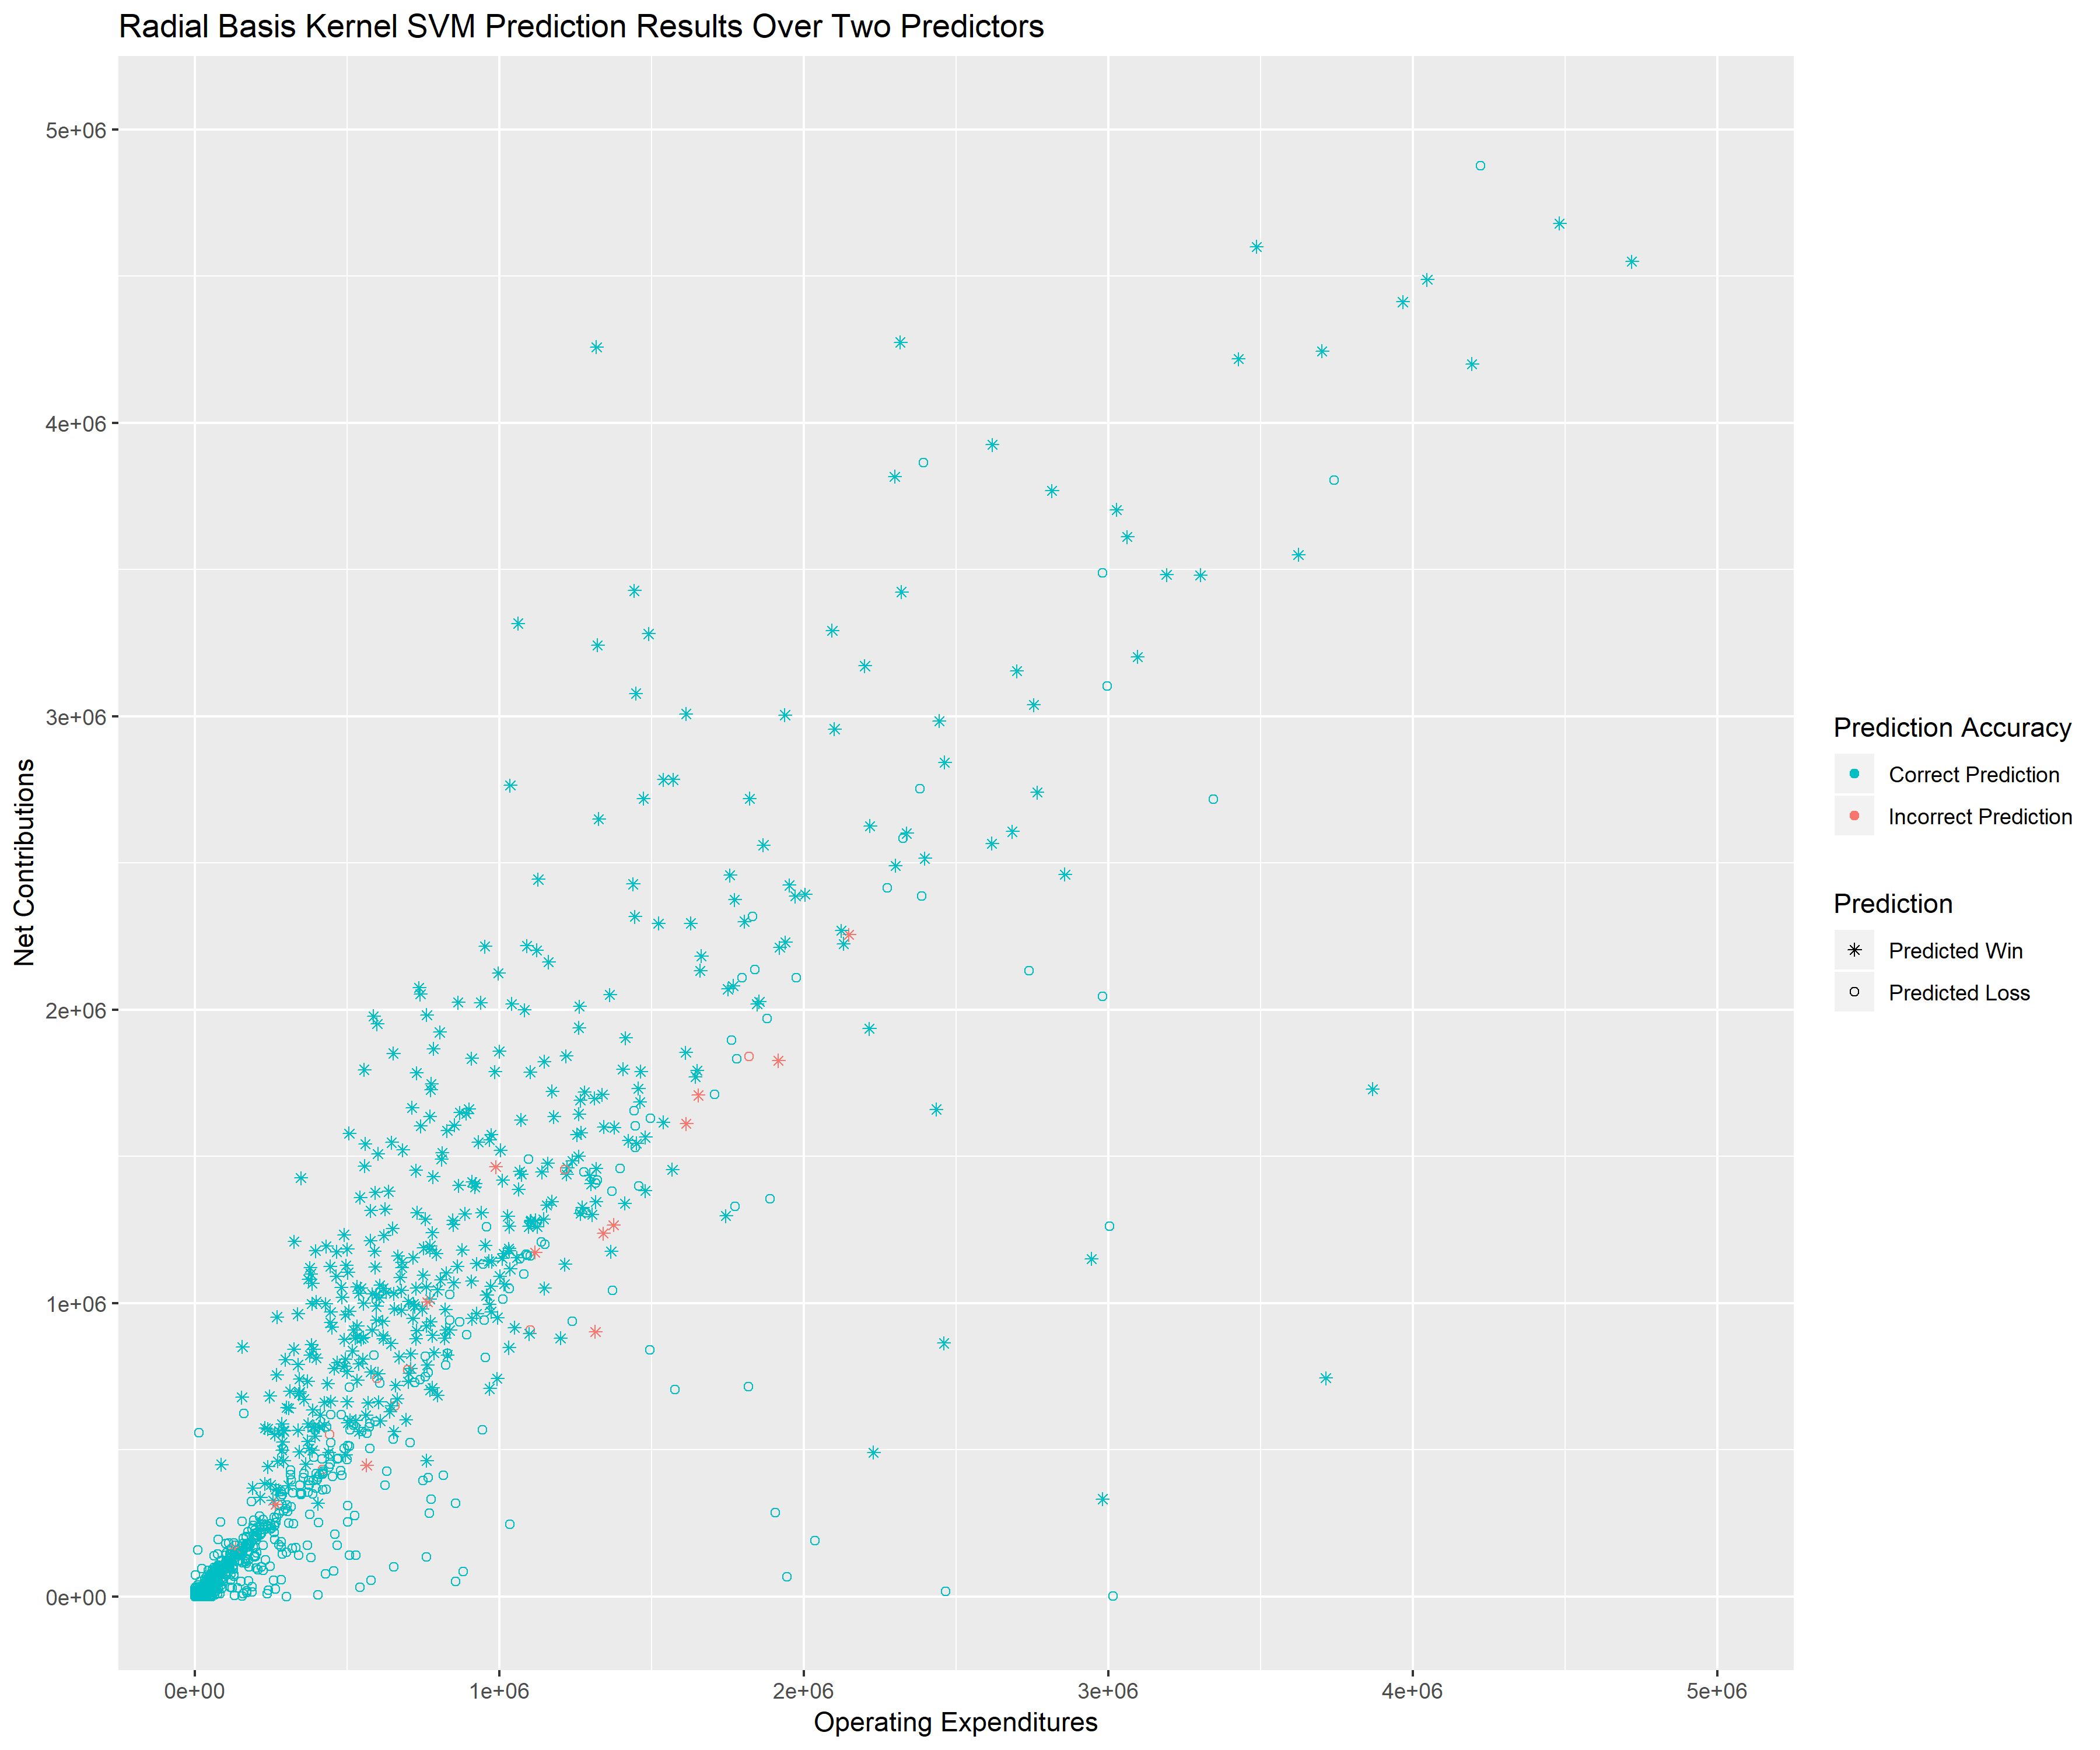 Radial Basis Kernel SVM Prediction Results Over Two Predictors
5e+06
4e+06
3e+06
2e+06
1e+06
0e+00
Net Contributions
0e+00 1e+06 2e+06 3e+06 4e+06 5e+06
Operating Expenditures
Prediction Accuracy
Correct Prediction
Incorrect Prediction
Prediction
Predicted Win
Predicted Loss